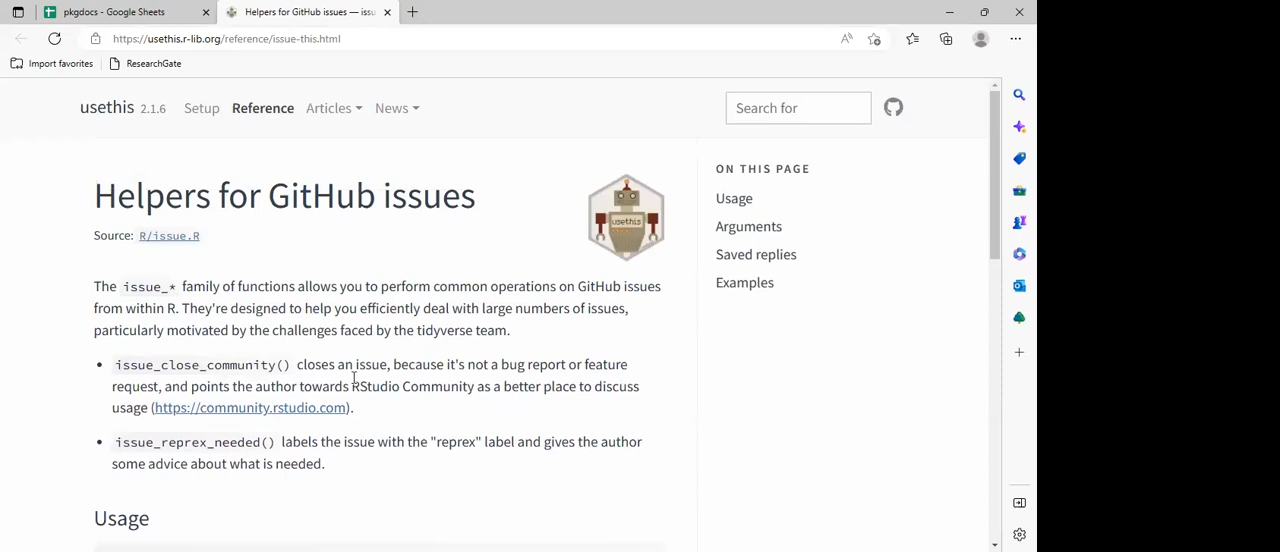 pkgdocs - Google Sheets
Helpers for GitHub issues — issu
https://usethis.r-lib.org/reference/issue-this.html
Import favorites
ResearchGate
usethis 2.1.6 Setup Reference Articles News
Search for
Helpers for GitHub issues
usethis
Source: R/issue.R
The issue_* family of functions allows you to perform common operations on GitHub issues
from within R. They're designed to help you efficiently deal with large numbers of issues,
particularly motivated by the challenges faced by the tidyverse team.
issue_close_community() closes an issue, because it's not a bug report or feature
request, and points the author towards RStudio Community as a better place to discuss
usage (https://community.rstudio.com).
issue_reprex_needed() labels the issue with the "reprex" label and gives the author
some advice about what is needed.
Usage
ON THIS PAGE
Usage
Arguments
Saved replies
Examples